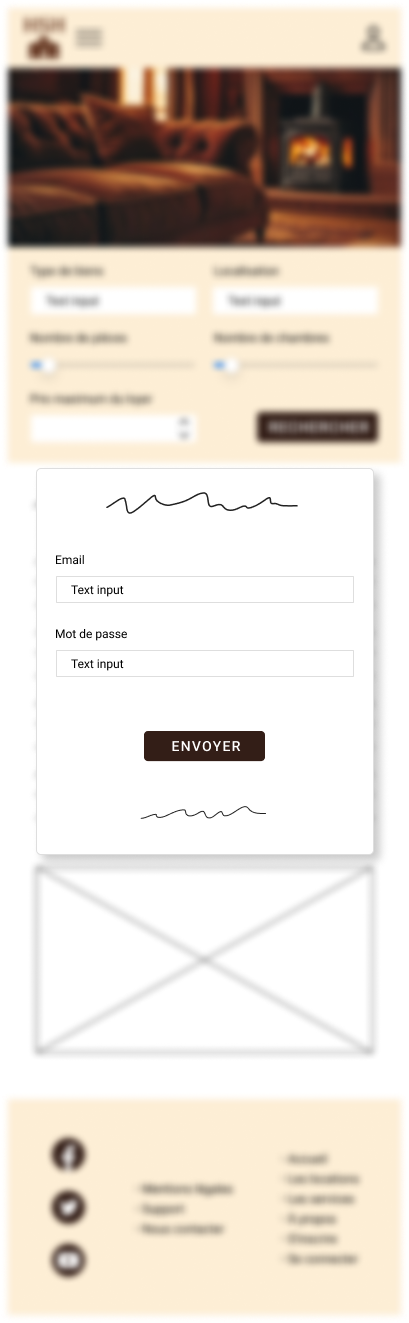 HSH
Type de biens
Localisation
Text input
Text input
Nombre de pièces
Nombre de chambres
Prix maximum du loyer
RECHERCHER
Email
Text input
Mot de passe
Text input
ENVOYER
- Mentions légales
- Support
- Nous contacter
- Accueil
- Les locations
- Les services
- A propos
- S'inscrire
- Se connecter